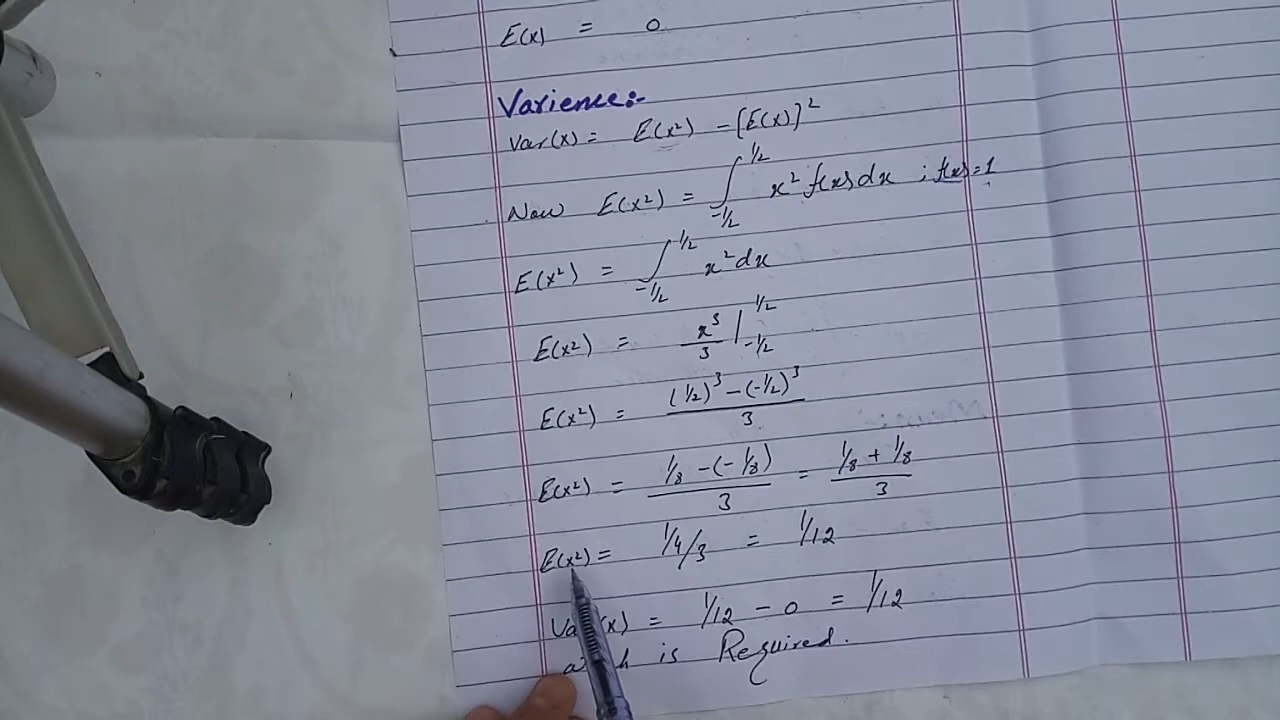 E(x) = 0
Varience:-
Var(x) = E(x²) - [E(x)]²
Now E(x²) = ∫_{-1/2}^{1/2} x² f(x) dx ; f(x)=1
E(x²) = ∫_{-1/2}^{1/2} x² dx
E(x²) = x³/3 |_{-1/2}^{1/2}
E(x²) = ((1/2)³ - (-1/2)³)/3
E(x²) = (1/8 - (-1/8))/3 = (1/8 + 1/8)/3
E(x²) = 1/4/3 = 1/12
(x) = 1/12 - 0 = 1/12
is Required.